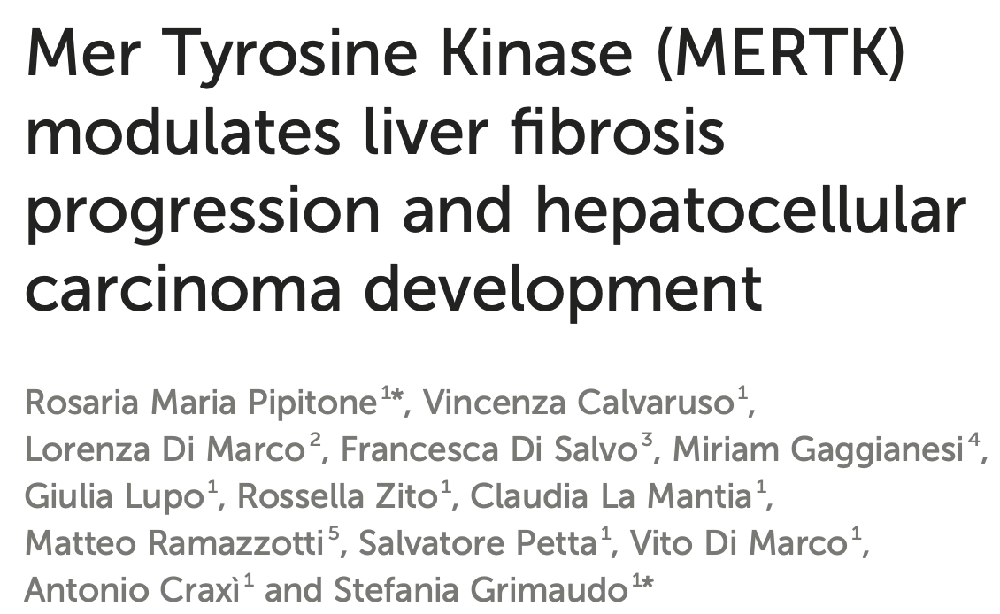 Mer Tyrosine Kinase (MERTK)
modulates liver fibrosis
progression and hepatocellular
carcinoma development
Rosaria Maria Pipitone1*, Vincenza Calvaruso1,
Lorenza Di Marco2, Francesca Di Salvo3, Miriam Gaggianesi4,
Giulia Lupo1, Rossella Zito1, Claudia La Mantia1,
Matteo Ramazzotti5, Salvatore Petta1, Vito Di Marco1,
Antonio Craxì1 and Stefania Grimaudo1*